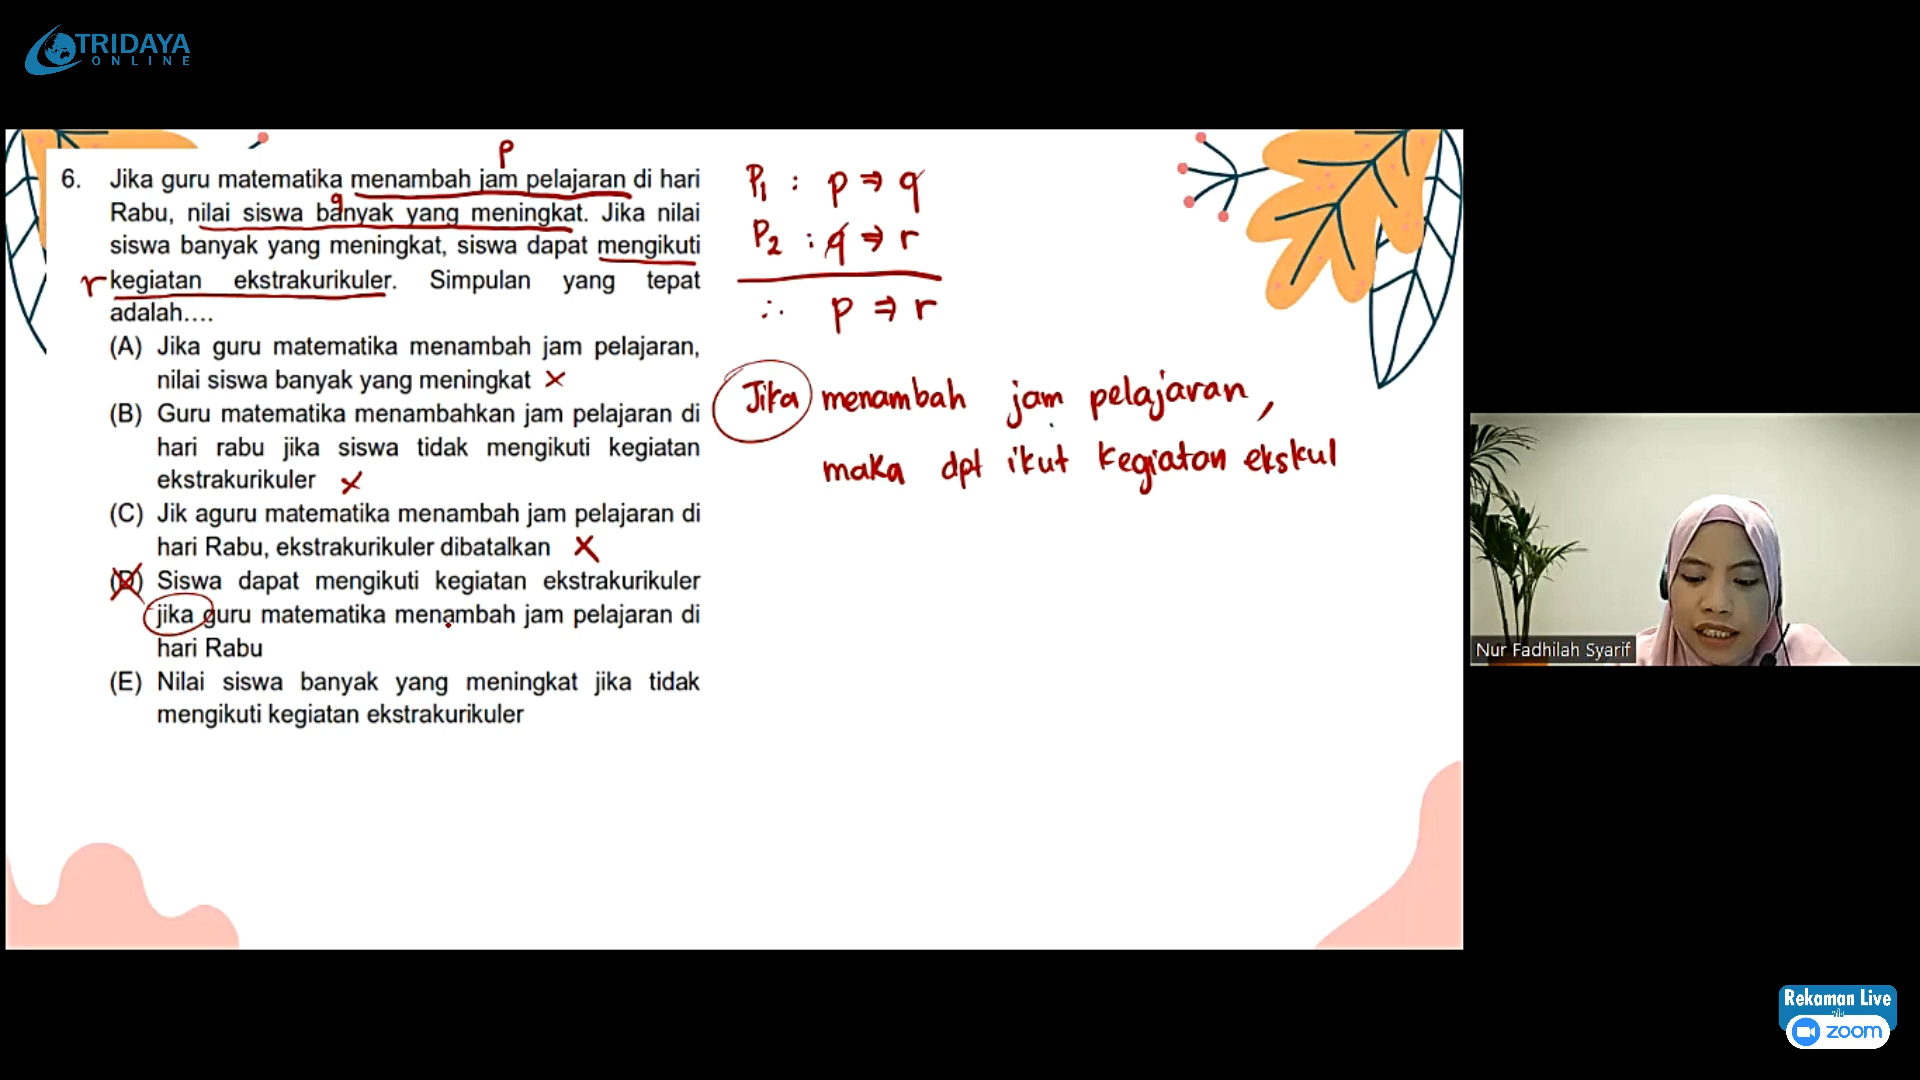 TRIDAYA
ONLINE
p
6. Jika guru matematika menambah jam pelajaran di hari
q
Rabu, nilai siswa banyak yang meningkat. Jika nilai
siswa banyak yang meningkat, siswa dapat mengikuti
r kegiatan ekstrakurikuler. Simpulan yang tepat
adalah....
(A) Jika guru matematika menambah jam pelajaran,
nilai siswa banyak yang meningkat ×
(B) Guru matematika menambahkan jam pelajaran di
hari rabu jika siswa tidak mengikuti kegiatan
ekstrakurikuler ×
(C) Jik aguru matematika menambah jam pelajaran di
hari Rabu, ekstrakurikuler dibatalkan ×
(D) Siswa dapat mengikuti kegiatan ekstrakurikuler
jika guru matematika menambah jam pelajaran di
hari Rabu
(E) Nilai siswa banyak yang meningkat jika tidak
mengikuti kegiatan ekstrakurikuler
P1 : p ⇒ q
P2 : q ⇒ r
∴ p ⇒ r
Jika menambah jam pelajaran,
maka dpt ikut kegiatan ekskul
Nur Fadhilah Syarif
Rekaman Live
via
zoom